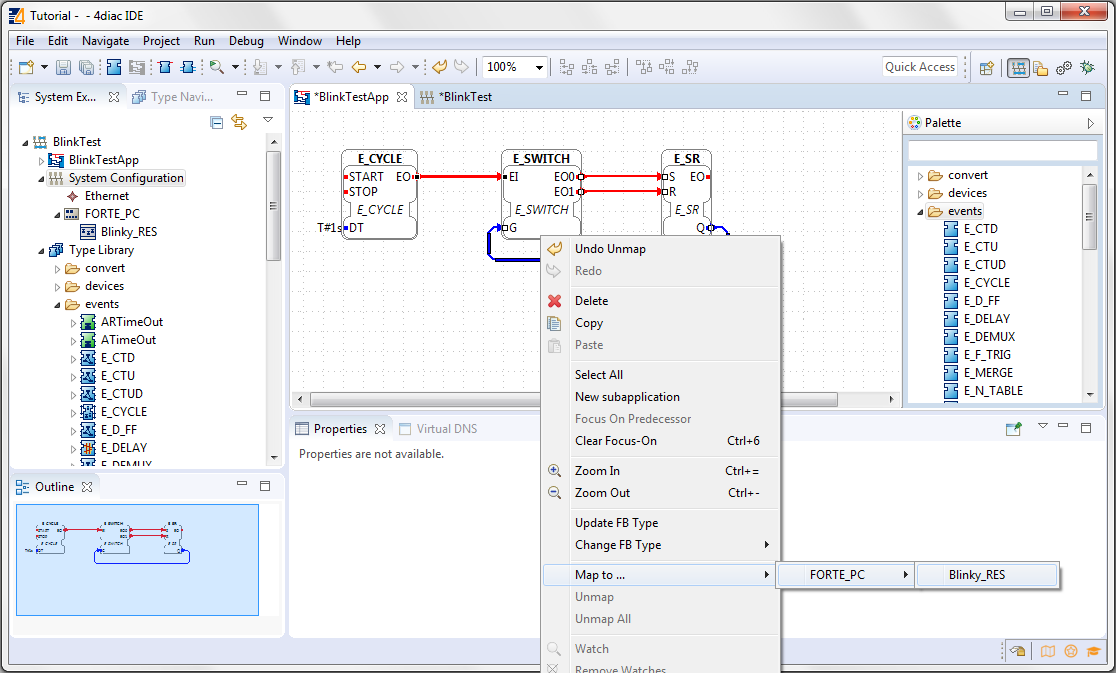 Tutorial - - 4diac IDE
File Edit Navigate Project Run Debug Window Help
100% Quick Access
System Ex... Type Navi...
BlinkTest
BlinkTestApp
System Configuration
Ethernet
FORTE_PC
Blinky_RES
Type Library
convert
devices
events
ARTimeOut
ATimeOut
E_CTD
E_CTU
E_CTUD
E_CYCLE
E_D_FF
E_DELAY
E_DEMUX
Outline
*BlinkTestApp *BlinkTest
E_CYCLE
START EO
STOP
E_CYCLE
T#1s DT
E_SWITCH
EI EO0
EO1
E_SWITCH
G
E_SR
S EO
R
E_SR
Q
Palette
convert
devices
events
E_CTD
E_CTU
E_CTUD
E_CYCLE
E_D_FF
E_DELAY
E_DEMUX
E_F_TRIG
E_MERGE
E_N_TABLE
Properties Virtual DNS
Properties are not available.
Undo Unmap
Redo
Delete
Copy
Paste
Select All
New subapplication
Focus On Predecessor
Clear Focus-On Ctrl+6
Zoom In Ctrl+=
Zoom Out Ctrl+-
Update FB Type
Change FB Type
Map to ... FORTE_PC Blinky_RES
Unmap
Unmap All
Watch
Remove Watches